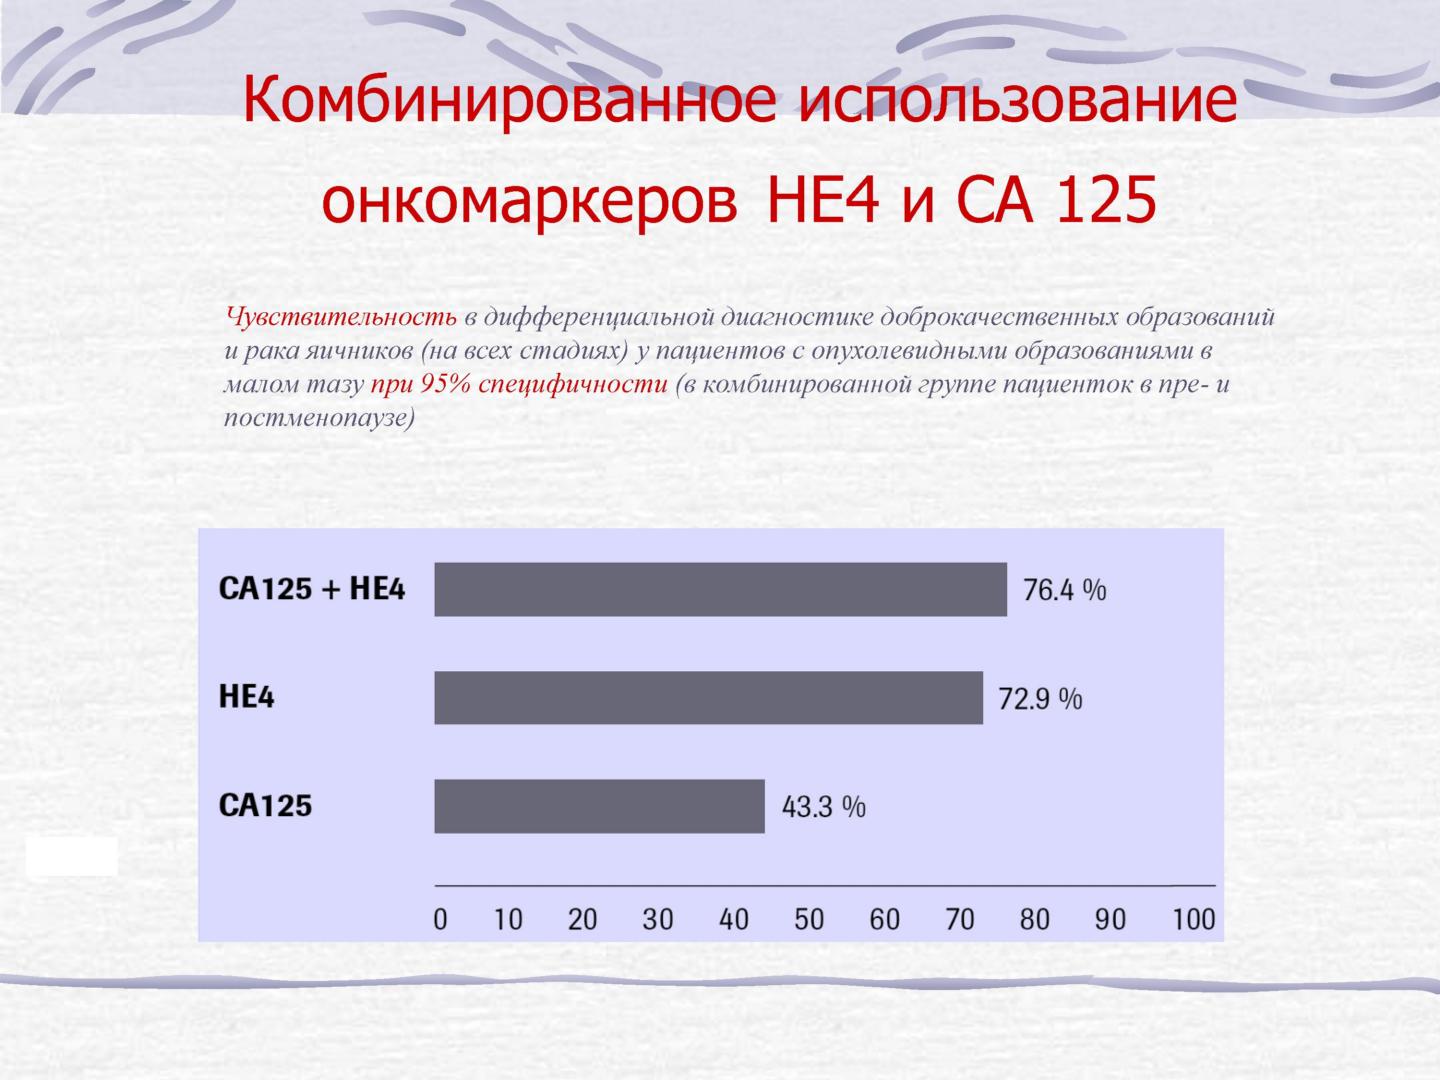 Комбинированное использование
онкомаркеров HE4 и CA 125
Чувствительность в дифференциальной диагностике доброкачественных образований
и рака яичников (на всех стадиях) у пациентов с опухолевидными образованиями в
малом тазу при 95% специфичности (в комбинированной группе пациенток в пре- и
постменопаузе)
CA125 + HE4 76.4 %
HE4 72.9 %
CA125 43.3 %
0 10 20 30 40 50 60 70 80 90 100